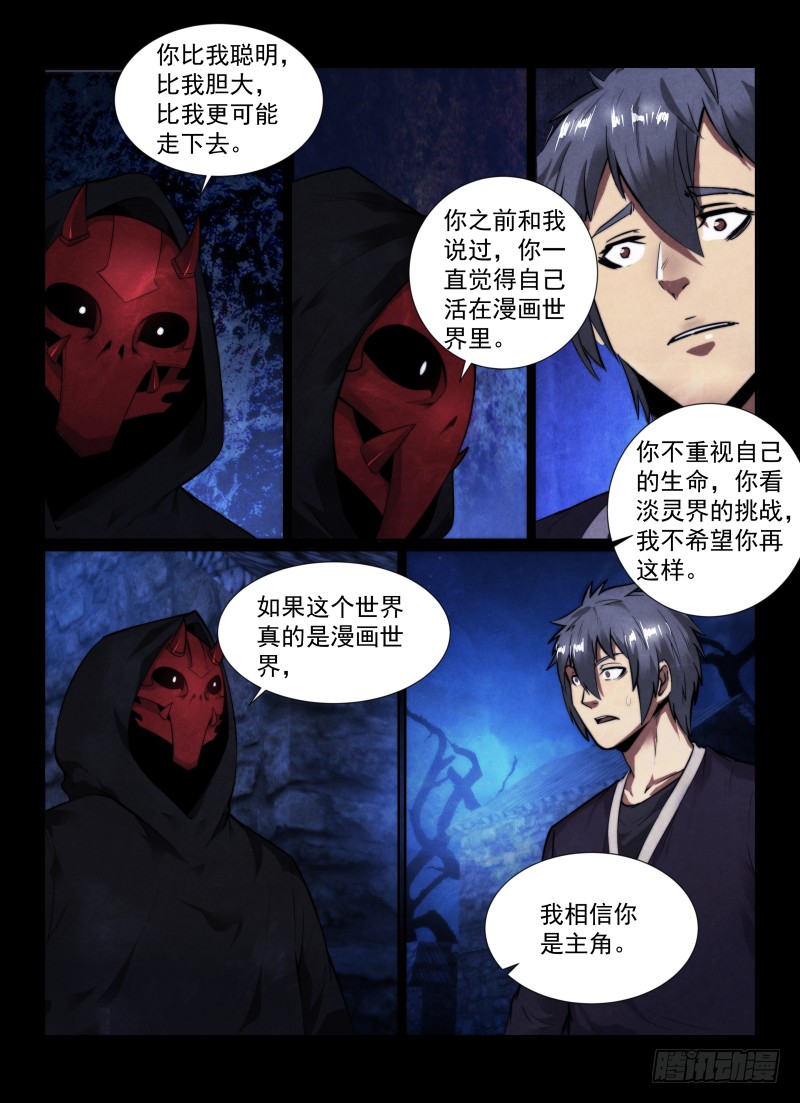 你比我聪明，
比我胆大，
比我更可能
走下去。
你之前和我
说过，你一
直觉得自己
活在漫画世
界里。
你不重视自己
的生命，你看
淡灵界的挑战，
我不希望你再
这样。
如果这个世界
真的是漫画世
界，
我相信你
是主角。
腾讯动漫